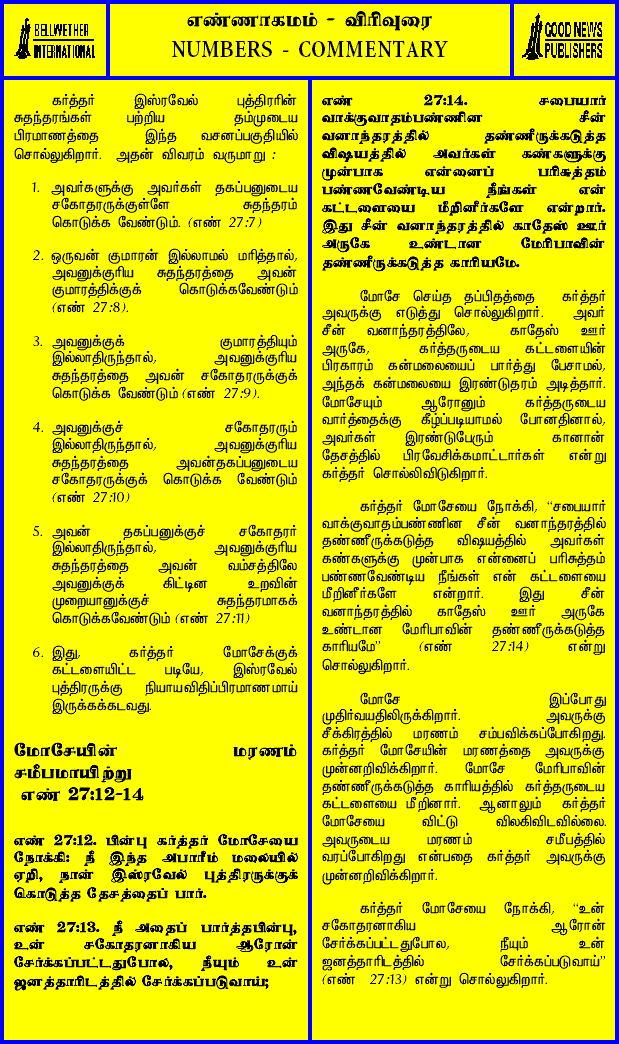 BELLWETHER
INTERNATIONAL
எண்ணாகமம் - விரிவுரை
NUMBERS - COMMENTARY
GOOD NEWS
PUBLISHERS
கர்த்தர் இஸ்ரவேல் புத்திரரின்
சுதந்தரங்கள் பற்றிய தம்முடைய
பிரமாணத்தை இந்த வசனப்பகுதியில்
சொல்லுகிறார். அதன் விவரம் வருமாறு :
1. அவர்களுக்கு அவர்கள் தகப்பனுடைய
சகோதரருக்குள்ளே சுதந்தரம்
கொடுக்க வேண்டும். (எண் 27:7)
2. ஒருவன் குமாரன் இல்லாமல் மரித்தால்,
அவனுக்குரிய சுதந்தரத்தை அவன்
குமாரத்திக்குக் கொடுக்கவேண்டும்
(எண் 27:8).
3. அவனுக்குக் குமாரத்தியும்
இல்லாதிருந்தால், அவனுக்குரிய
சுதந்தரத்தை அவன் சகோதரருக்குக்
கொடுக்க வேண்டும் (எண் 27:9).
4. அவனுக்குச் சகோதரரும்
இல்லாதிருந்தால், அவனுக்குரிய
சுதந்தரத்தை அவன்தகப்பனுடைய
சகோதரருக்குக் கொடுக்க வேண்டும்
(எண் 27:10)
5. அவன் தகப்பனுக்குச் சகோதரர்
இல்லாதிருந்தால், அவனுக்குரிய
சுதந்தரத்தை அவன் வம்சத்திலே
அவனுக்குக் கிட்டின உறவின்
முறையானுக்குச் சுதந்தரமாகக்
கொடுக்கவேண்டும் (எண் 27:11)
6. இது, கர்த்தர் மோசேக்குக்
கட்டளையிட்ட படியே, இஸ்ரவேல்
புத்திரருக்கு நியாயவிதிப்பிரமாணமாய்
இருக்கக்கடவது.
மோசேயின் மரணம்
சமீபமாயிற்று
எண் 27:12-14
எண் 27:12. பின்பு கர்த்தர் மோசேயை
நோக்கி: நீ இந்த அபாரீம் மலையில்
ஏறி, நான் இஸ்ரவேல் புத்திரருக்குக்
கொடுத்த தேசத்தைப் பார்.
எண் 27:13. நீ அதைப் பார்த்தபின்பு,
உன் சகோதரனாகிய ஆரோன்
சேர்க்கப்பட்டதுபோல, நீயும் உன்
ஜனத்தாரிடத்தில் சேர்க்கப்படுவாய்;
எண் 27:14. சபையார்
வாக்குவாதம்பண்ணின சீன்
வனாந்தரத்தில் தண்ணீருக்கடுத்த
விஷயத்தில் அவர்கள் கண்களுக்கு
முன்பாக என்னைப் பரிசுத்தம்
பண்ணவேண்டிய நீங்கள் என்
கட்டளையை மீறினீர்களே என்றார்.
இது சீன் வனாந்தரத்தில் காதேஸ் ஊர்
அருகே உண்டான மேரிபாவின்
தண்ணீருக்கடுத்த காரியமே.
மோசே செய்த தப்பிதத்தை கர்த்தர்
அவருக்கு எடுத்து சொல்லுகிறார். அவர்
சீன் வனாந்தரத்திலே, காதேஸ் ஊர்
அருகே, கர்த்தருடைய கட்டளையின்
பிரகாரம் கன்மலையைப் பார்த்து பேசாமல்,
அந்தக் கன்மலையை இரண்டுதரம் அடித்தார்.
மோசேயும் ஆரோனும் கர்த்தருடைய
வார்த்தைக்கு கீழ்ப்படியாமல் போனதினால்,
அவர்கள் இரண்டுபேரும் கானான்
தேசத்தில் பிரவேசிக்கமாட்டார்கள் என்று
கர்த்தர் சொல்லிவிடுகிறார்.
கர்த்தர் மோசேயை நோக்கி, “சபையார்
வாக்குவாதம்பண்ணின சீன் வனாந்தரத்தில்
தண்ணீருக்கடுத்த விஷயத்தில் அவர்கள்
கண்களுக்கு முன்பாக என்னைப் பரிசுத்தம்
பண்ணவேண்டிய நீங்கள் என் கட்டளையை
மீறினீர்களே என்றார். இது சீன்
வனாந்தரத்தில் காதேஸ் ஊர் அருகே
உண்டான மேரிபாவின் தண்ணீருக்கடுத்த
காரியமே” (எண் 27:14) என்று
சொல்லுகிறார்.
மோசே இப்போது
முதிர்வயதிலிருக்கிறார். அவருக்கு
சீக்கிரத்தில் மரணம் சம்பவிக்கப்போகிறது.
கர்த்தர் மோசேயின் மரணத்தை அவருக்கு
முன்னறிவிக்கிறார். மோசே மேரிபாவின்
தண்ணீருக்கடுத்த காரியத்தில் கர்த்தருடைய
கட்டளையை மீறினார். ஆனாலும் கர்த்தர்
மோசேயை விட்டு விலகிவிடவில்லை.
அவருடைய மரணம் சமீபத்தில்
வரப்போகிறது என்பதை கர்த்தர் அவருக்கு
முன்னறிவிக்கிறார்.
கர்த்தர் மோசேயை நோக்கி, “உன்
சகோதரனாகிய ஆரோன்
சேர்க்கப்பட்டதுபோல, நீயும் உன்
ஜனத்தாரிடத்தில் சேர்க்கப்படுவாய்”
(எண் 27:13) என்று சொல்லுகிறார்.